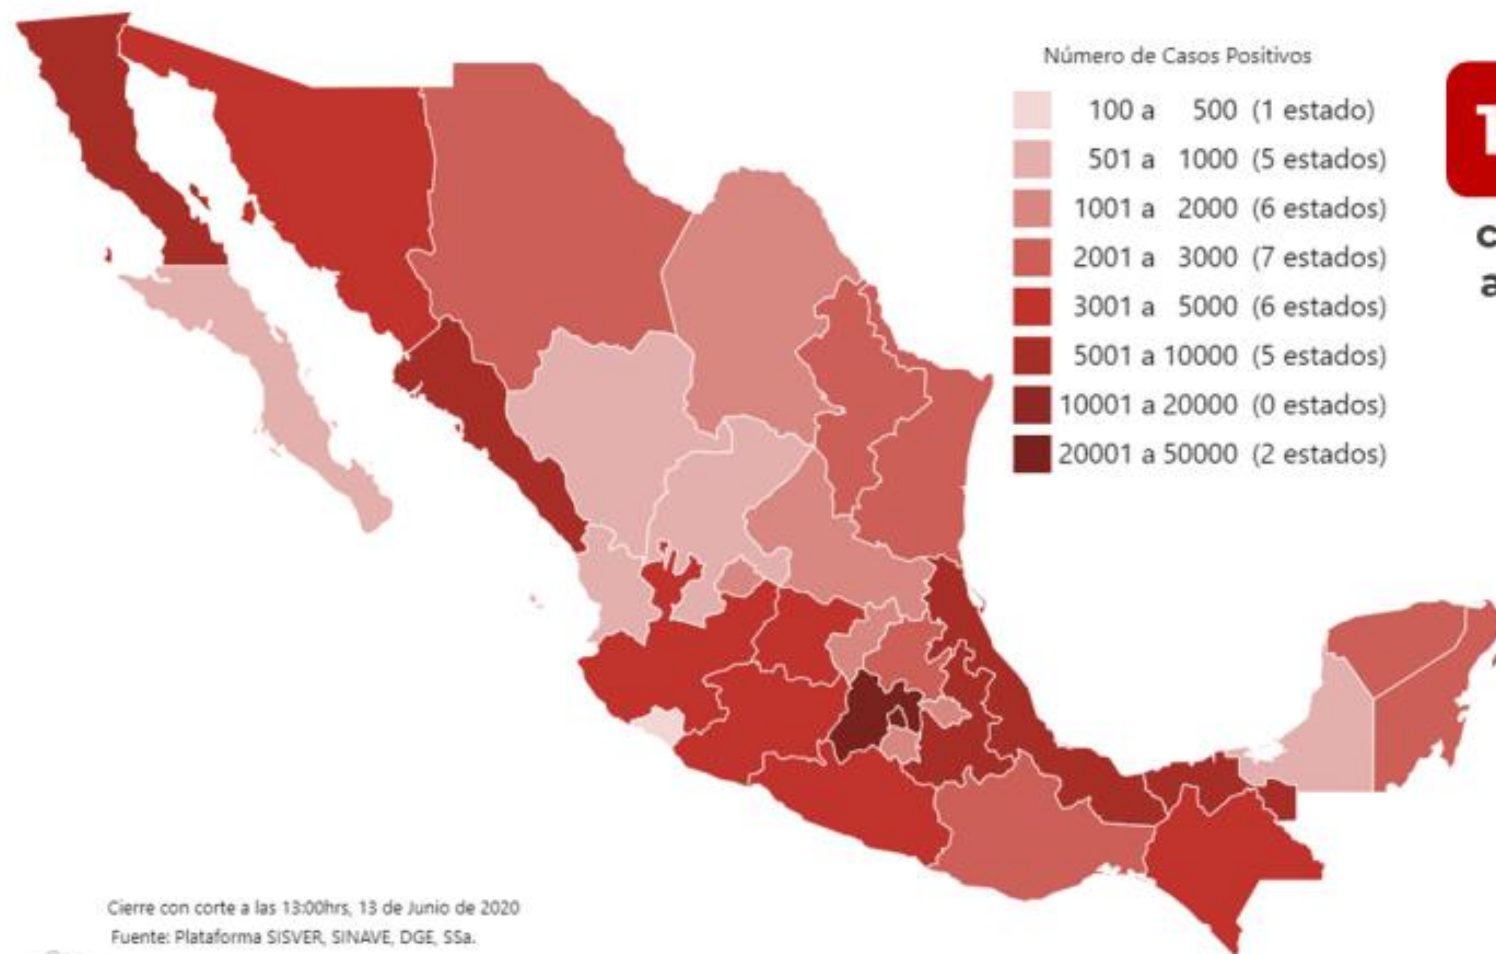 Número de Casos Positivos
100 a 500 (1 estado)
501 a 1000 (5 estados)
1001 a 2000 (6 estados)
2001 a 3000 (7 estados)
3001 a 5000 (6 estados)
5001 a 10000 (5 estados)
10001 a 20000 (0 estados)
20001 a 50000 (2 estados)
Cierre con corte a las 13:00hrs, 13 de Junio de 2020
Fuente: Plataforma SISVER, SINAVE, DGE, SSa.